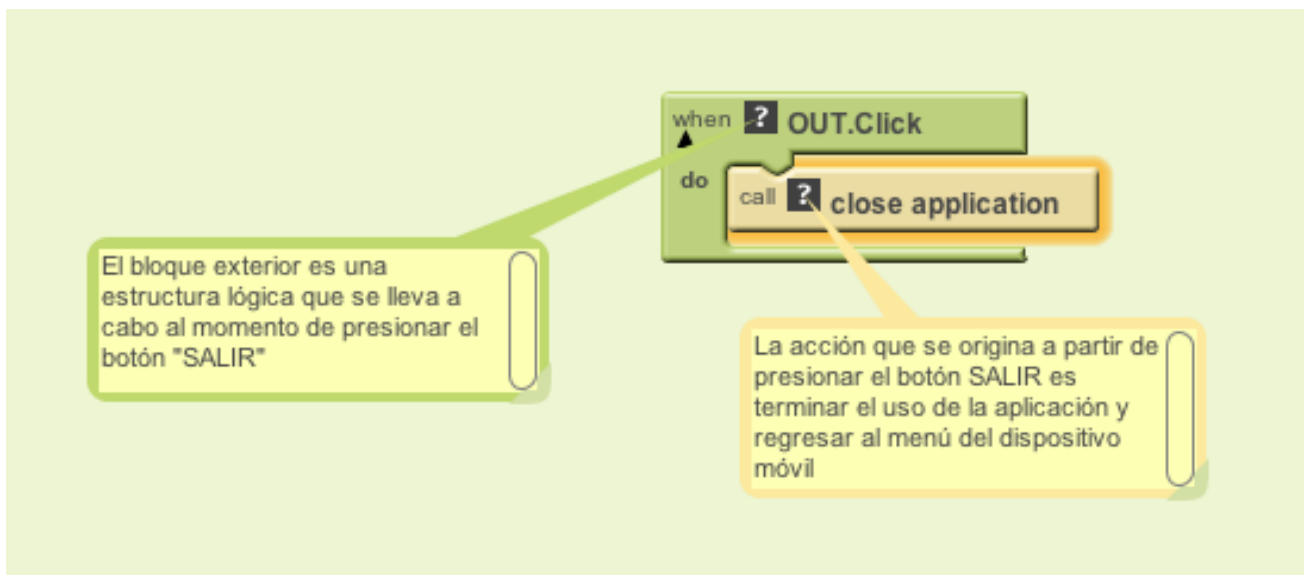 when ? OUT.Click
do
call ? close application
El bloque exterior es una
estructura lógica que se lleva a
cabo al momento de presionar el
botón "SALIR"
La acción que se origina a partir de
presionar el botón SALIR es
terminar el uso de la aplicación y
regresar al menú del dispositivo
móvil